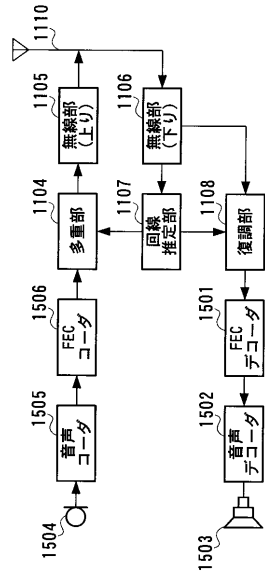 1110
1105
無線部
(上り)
1106
無線部
(下り)
1104
多重部
1107
回線
推定部
1108
復調部
1506
FEC
コーダ
1501
FEC
デコーダ
1505
音声
コーダ
1502
音声
デコーダ
1504
1503